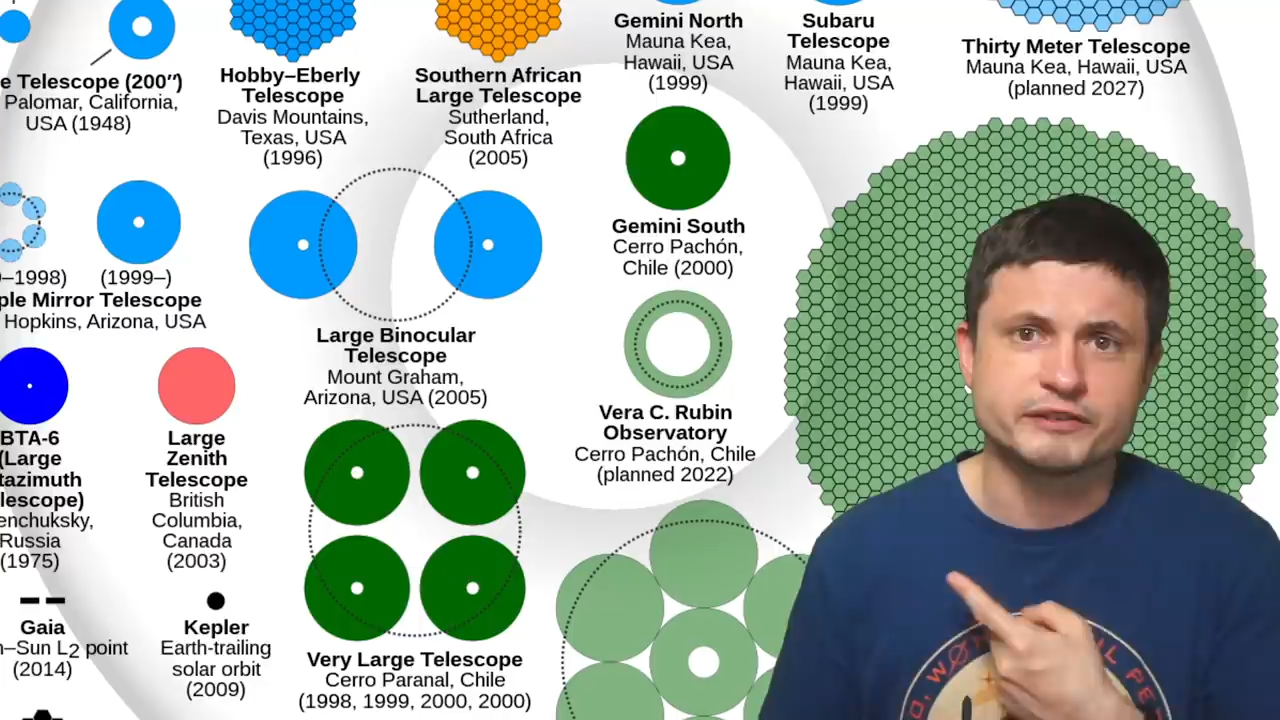 e Telescope (200″)
Palomar, California,
USA (1948)
Hobby–Eberly
Telescope
Davis Mountains,
Texas, USA
(1996)
Southern African
Large Telescope
Sutherland,
South Africa
(2005)
Gemini North
Mauna Kea,
Hawaii, USA
(1999)
Subaru
Telescope
Mauna Kea,
Hawaii, USA
(1999)
Thirty Meter Telescope
Mauna Kea, Hawaii, USA
(planned 2027)
–1998) (1999–)
ple Mirror Telescope
Hopkins, Arizona, USA
Large Binocular
Telescope
Mount Graham,
Arizona, USA (2005)
Gemini South
Cerro Pachón,
Chile (2000)
Vera C. Rubin
Observatory
Cerro Pachón, Chile
(planned 2022)
BTA-6
(Large
tazimuth
lescope)
enchuksky,
Russia
(1975)
Large
Zenith
Telescope
British
Columbia,
Canada
(2003)
Gaia
–Sun L2 point
(2014)
Kepler
Earth-trailing
solar orbit
(2009)
Very Large Telescope
Cerro Paranal, Chile
(1998, 1999, 2000, 2000)